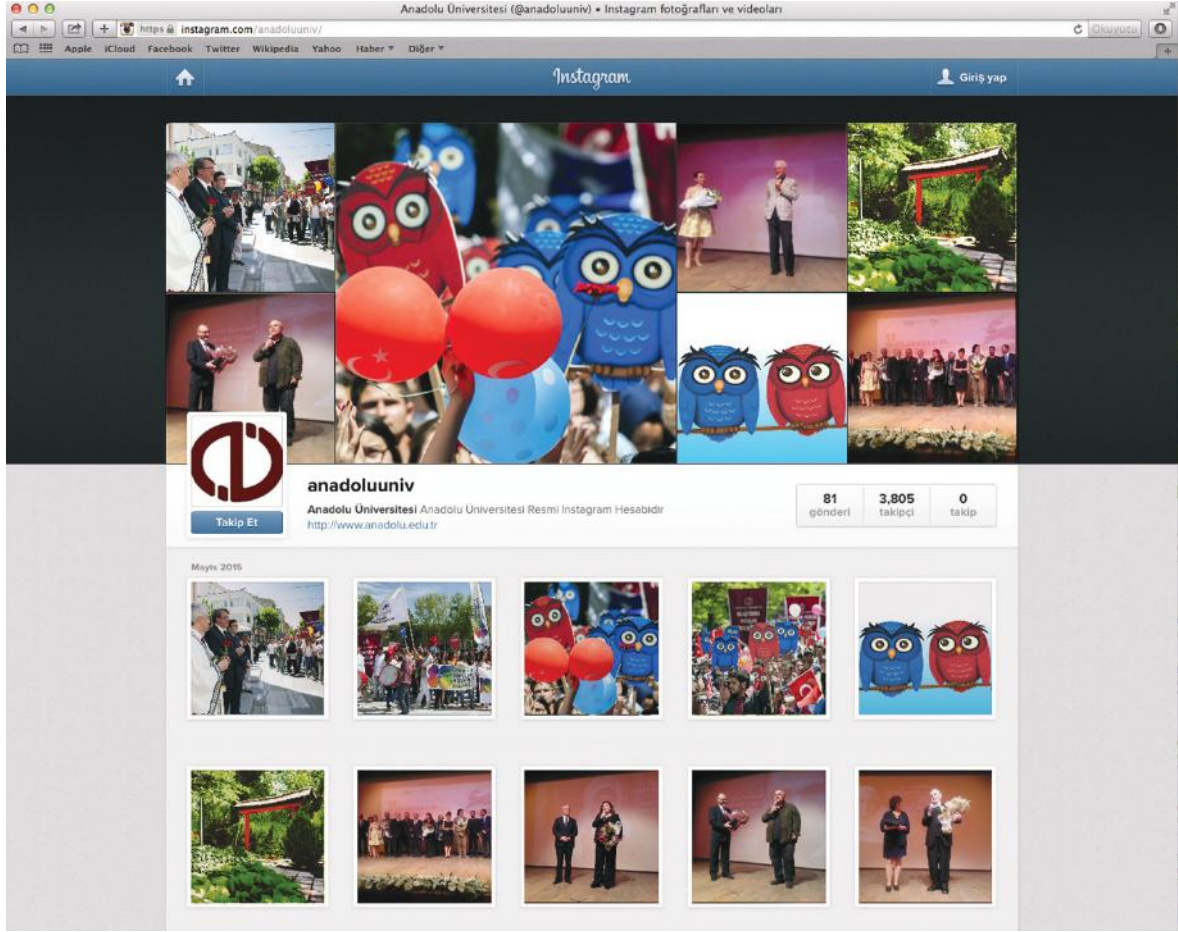 Anadolu Üniversitesi (@anadoluuniv) • Instagram fotoğrafları ve videoları
https instagram.com/anadoluuniv/
Okuyucu
Apple iCloud Facebook Twitter Wikipedia Yahoo Haber Diğer
Instagram
Giriş yap
anadoluuniv
Anadolu Üniversitesi Anadolu Üniversitesi Resmi Instagram Hesabıdır
http://www.anadolu.edu.tr
Takip Et
81 3,805 0
gönderi takipçi takip
Mayıs 2015